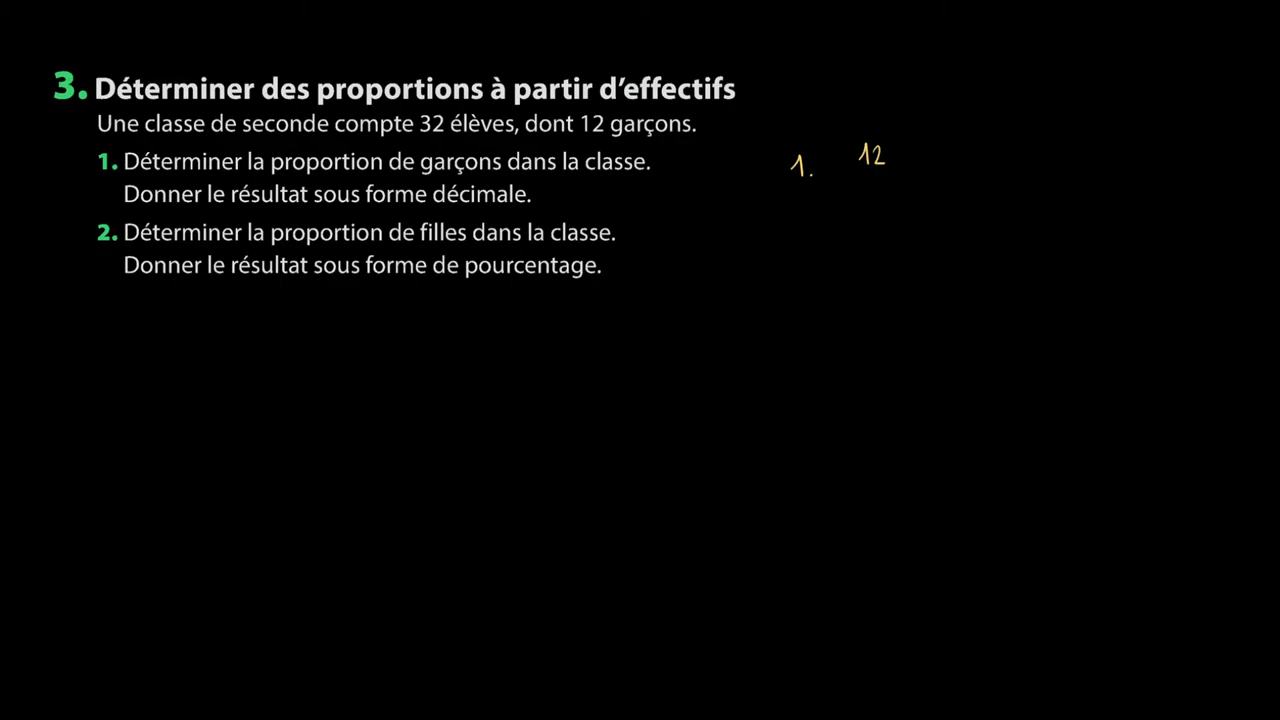 3. Déterminer des proportions à partir d'effectifs
Une classe de seconde compte 32 élèves, dont 12 garçons.
1. Déterminer la proportion de garçons dans la classe.
Donner le résultat sous forme décimale.
2. Déterminer la proportion de filles dans la classe.
Donner le résultat sous forme de pourcentage.
1. 12